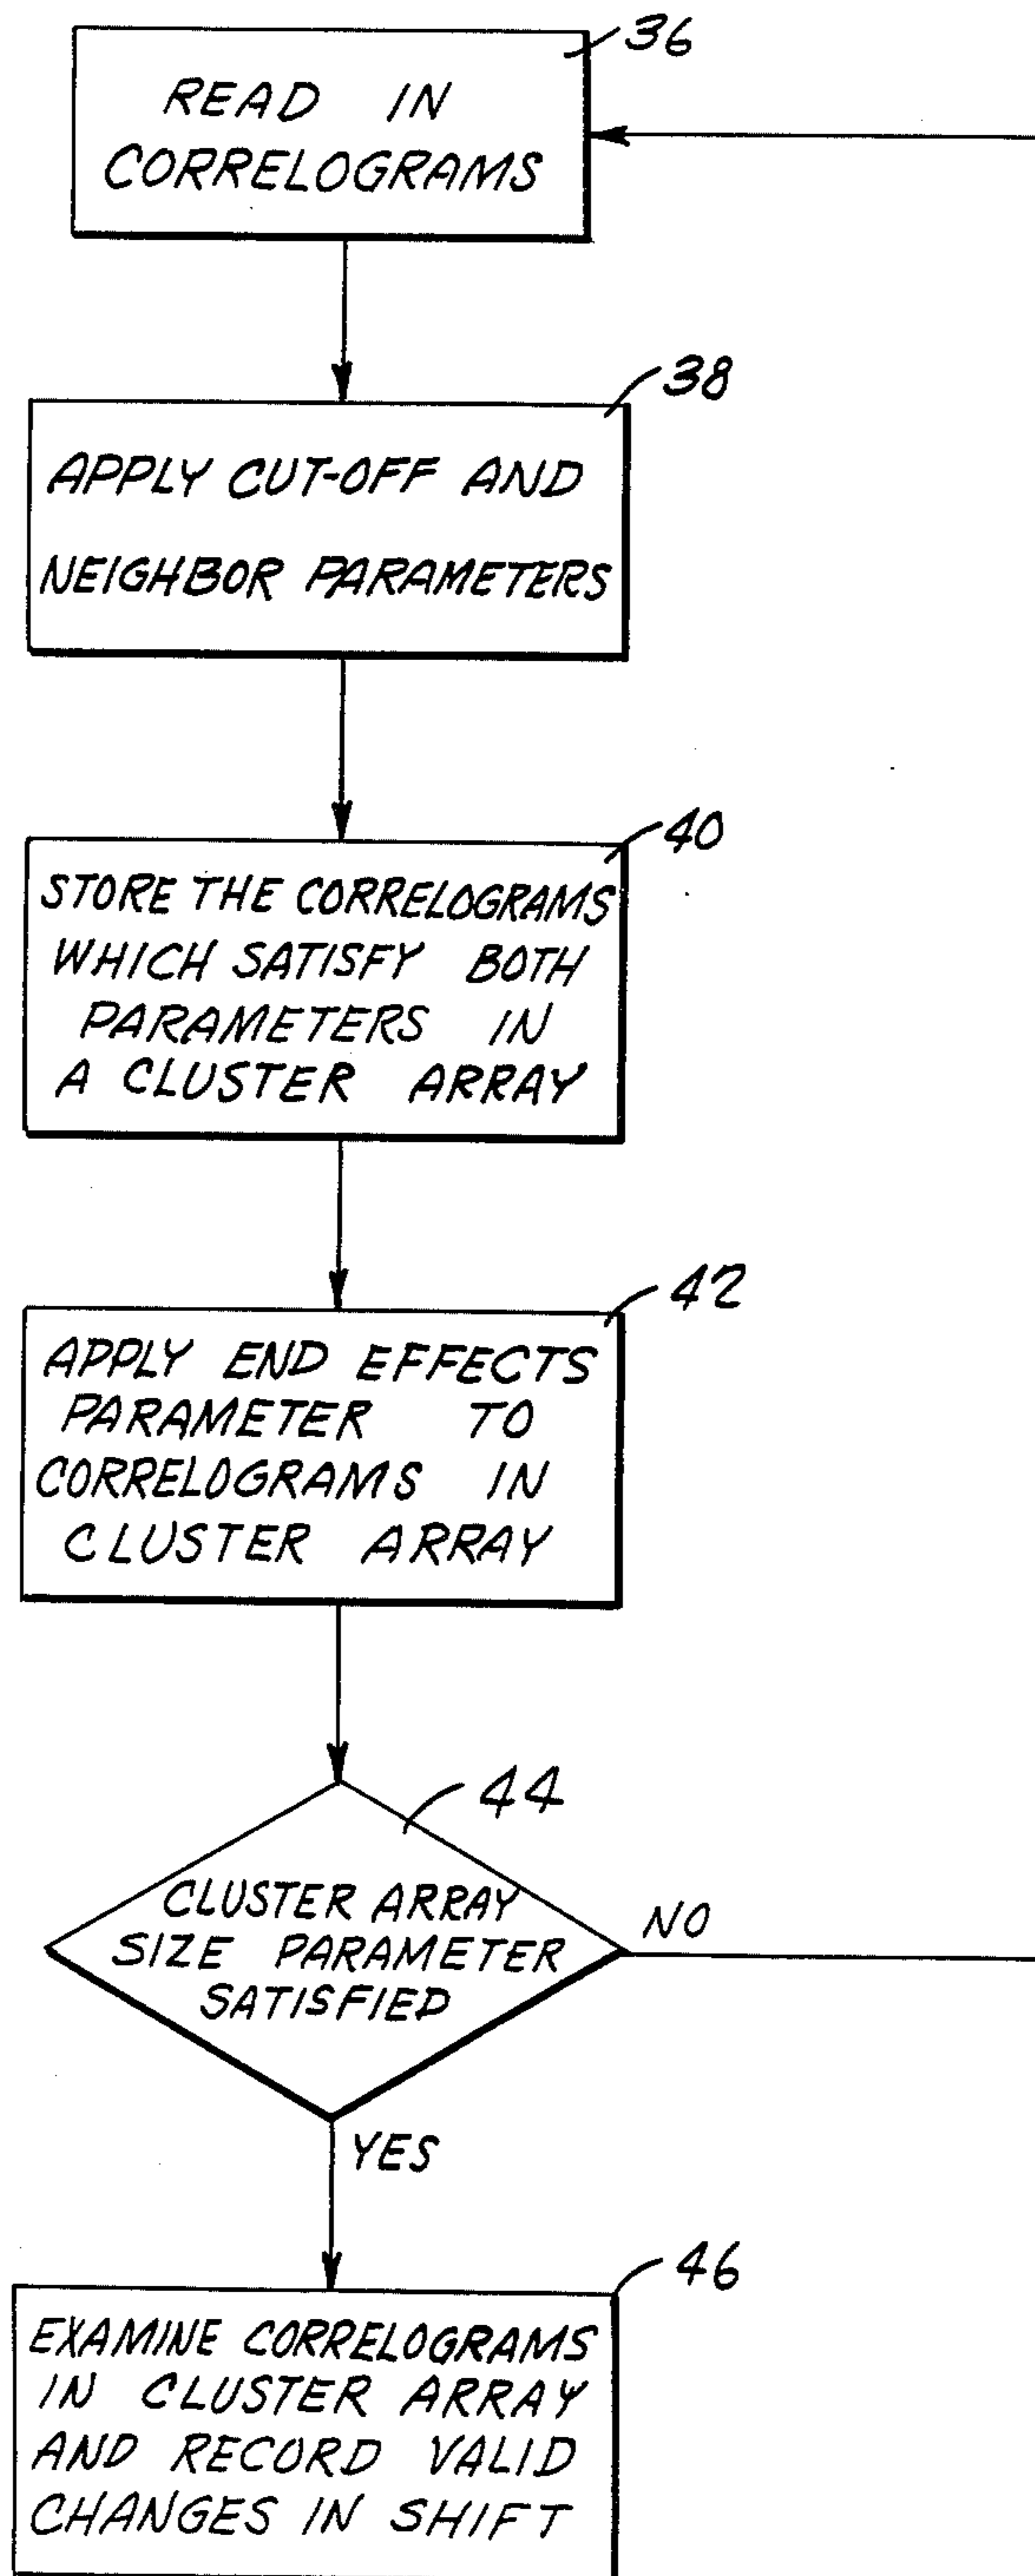 36
READ IN
CORRELOGRAMS
38
APPLY CUT-OFF AND
NEIGHBOR PARAMETERS
40
STORE THE CORRELOGRAMS
WHICH SATISFY BOTH
PARAMETERS IN
A CLUSTER ARRAY
42
APPLY END EFFECTS
PARAMETER TO
CORRELOGRAMS IN
CLUSTER ARRAY
44
CLUSTER ARRAY
SIZE PARAMETER
SATISFIED
NO
YES
46
EXAMINE CORRELOGRAMS
IN CLUSTER ARRAY
AND RECORD VALID
CHANGES IN SHIFT